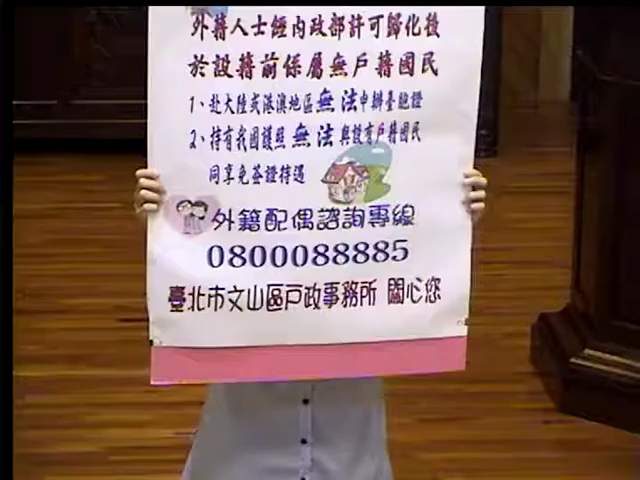 外籍人士經內政部許可歸化後
於設籍前係屬無戶籍國民
1、赴大陸或港澳地區無法申辦臺胞證
2、持有我國護照無法與設有戶籍國民
同享免簽證待遇
外籍配偶諮詢專線
0800088885
臺北市文山區戶政事務所 關心您